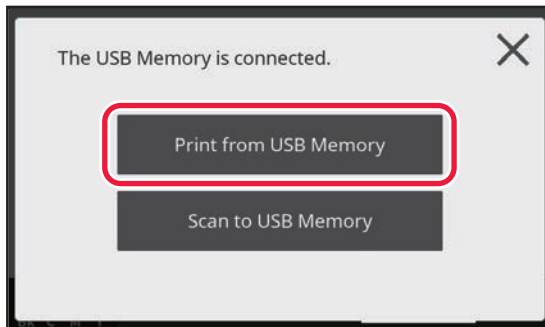 The USB Memory is connected.
Print from USB Memory
Scan to USB Memory